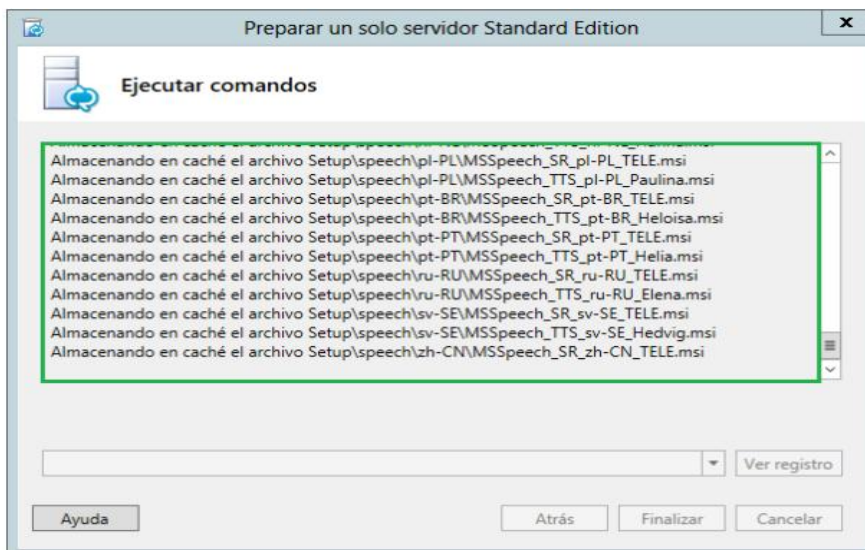 Preparar un solo servidor Standard Edition
x
Ejecutar comandos
Almacenando en caché el archivo Setup\speech\pl-PL\MSSpeech_SR_pl-PL_TELE.msi
Almacenando en caché el archivo Setup\speech\pl-PL\MSSpeech_TTS_pl-PL_Paulina.msi
Almacenando en caché el archivo Setup\speech\pt-BR\MSSpeech_SR_pt-BR_TELE.msi
Almacenando en caché el archivo Setup\speech\pt-BR\MSSpeech_TTS_pt-BR_Heloisa.msi
Almacenando en caché el archivo Setup\speech\pt-PT\MSSpeech_SR_pt-PT_TELE.msi
Almacenando en caché el archivo Setup\speech\pt-PT\MSSpeech_TTS_pt-PT_Helia.msi
Almacenando en caché el archivo Setup\speech\ru-RU\MSSpeech_SR_ru-RU_TELE.msi
Almacenando en caché el archivo Setup\speech\ru-RU\MSSpeech_TTS_ru-RU_Elena.msi
Almacenando en caché el archivo Setup\speech\sv-SE\MSSpeech_SR_sv-SE_TELE.msi
Almacenando en caché el archivo Setup\speech\sv-SE\MSSpeech_TTS_sv-SE_Hedvig.msi
Almacenando en caché el archivo Setup\speech\zh-CN\MSSpeech_SR_zh-CN_TELE.msi
Ver registro
Ayuda
Atrás
Finalizar
Cancelar